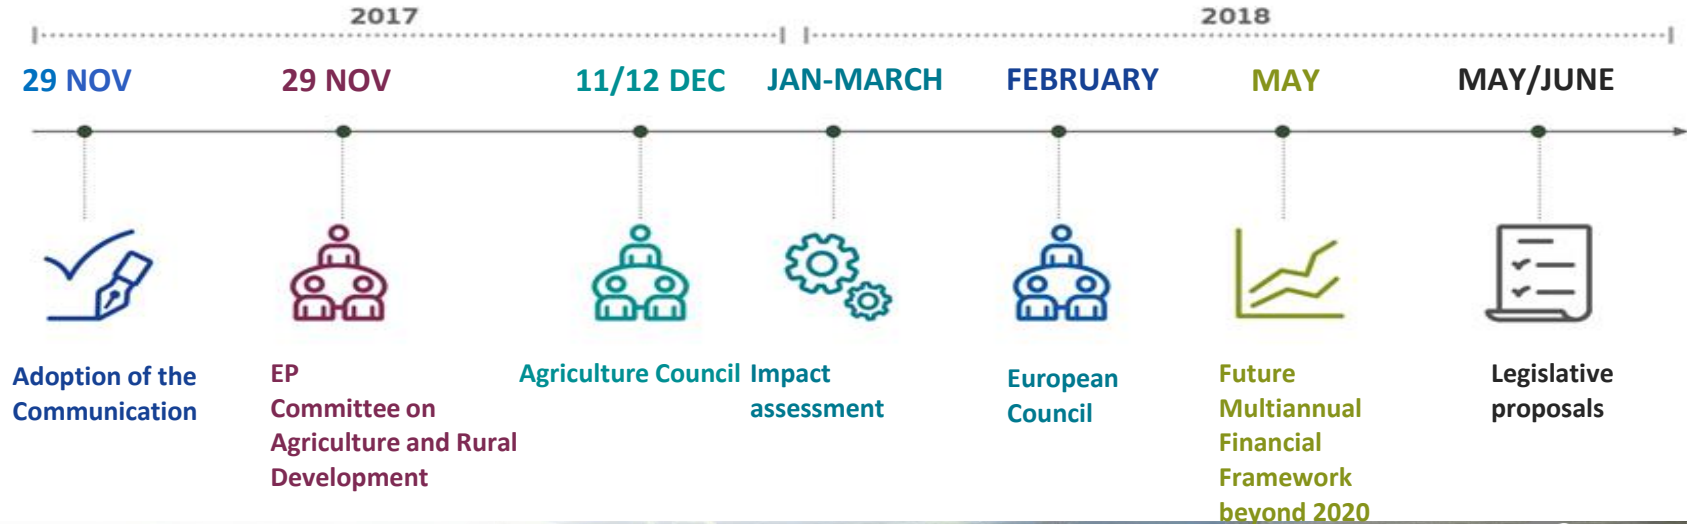 2017
2018
29 NOV
29 NOV
11/12 DEC
JAN-MARCH
FEBRUARY
MAY
MAY/JUNE
Adoption of the
Communication
EP
Committee on
Agriculture and Rural
Development
Agriculture Council
Impact
assessment
European
Council
Future
Multiannual
Financial
Framework
beyond 2020
Legislative
proposals